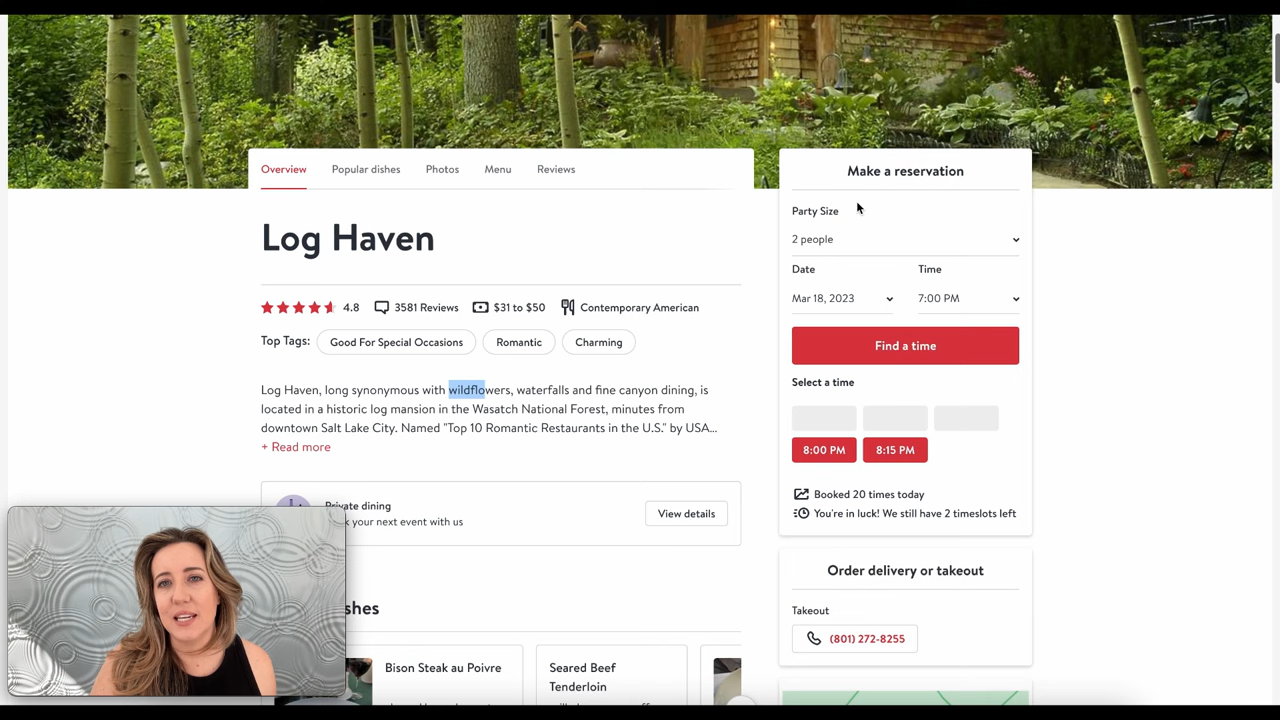 Overview
Popular dishes
Photos
Menu
Reviews
Log Haven
4.8
3581 Reviews
$31 to $50
Contemporary American
Top Tags:
Good For Special Occasions
Romantic
Charming
Log Haven, long synonymous with wildflowers, waterfalls and fine canyon dining, is
located in a historic log mansion in the Wasatch National Forest, minutes from
downtown Salt Lake City. Named "Top 10 Romantic Restaurants in the U.S." by USA...
+ Read more
Private dining
your next event with us
View details
Bison Steak au Poivre
Seared Beef
Tenderloin
Make a reservation
Party Size
2 people
Date
Time
Mar 18, 2023
7:00 PM
Find a time
Select a time
8:00 PM
8:15 PM
Booked 20 times today
You're in luck! We still have 2 timeslots left
Order delivery or takeout
Takeout
(801) 272-8255